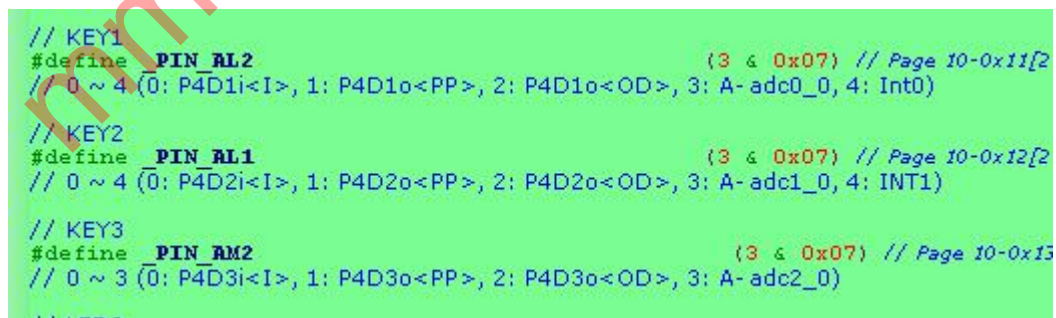 // KEY1
#define _PIN_AL2 (3 & 0x07) // Page 10-0x11[2
// 0 ~ 4 (0: P4D1i<I>, 1: P4D1o<PP>, 2: P4D1o<OD>, 3: A-adc0_0, 4: Int0)
// KEY2
#define _PIN_AL1 (3 & 0x07) // Page 10-0x12[2
// 0 ~ 4 (0: P4D2i<I>, 1: P4D2o<PP>, 2: P4D2o<OD>, 3: A-adc1_0, 4: INT1)
// KEY3
#define _PIN_AM2 (3 & 0x07) // Page 10-0x13
// 0 ~ 3 (0: P4D3i<I>, 1: P4D3o<PP>, 2: P4D3o<OD>, 3: A-adc2_0)